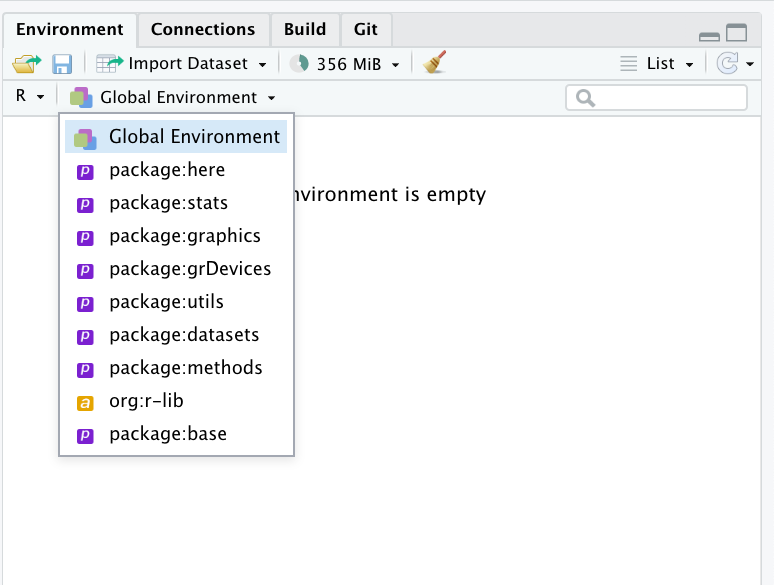 Environment Connections Build Git
Import Dataset 356 MiB List
R Global Environment
Global Environment
package:here
nvironment is empty
package:stats
package:graphics
package:grDevices
package:utils
package:datasets
package:methods
a org:r-lib
package:base